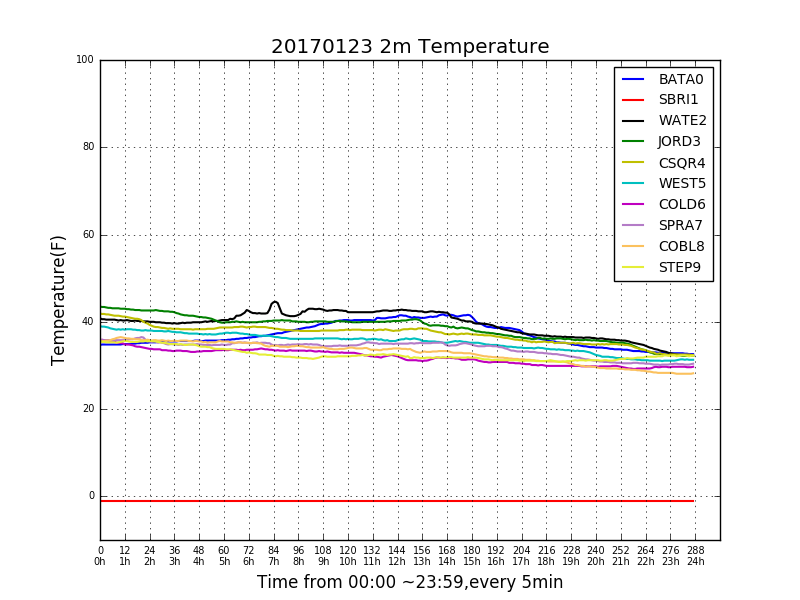 20170123 2m Temperature
100
80
60
40
20
0
Temperature(F)
BATA0
SBRI1
WATE2
JORD3
CSQR4
WEST5
COLD6
SPRA7
COBL8
STEP9
0 12 24 36 48 60 72 84 96 108 120 132 144 156 168 180 192 204 216 228 240 252 264 276 288
0h 1h 2h 3h 4h 5h 6h 7h 8h 9h 10h 11h 12h 13h 14h 15h 16h 17h 18h 19h 20h 21h 22h 23h 24h
Time from 00:00 ~23:59,every 5min